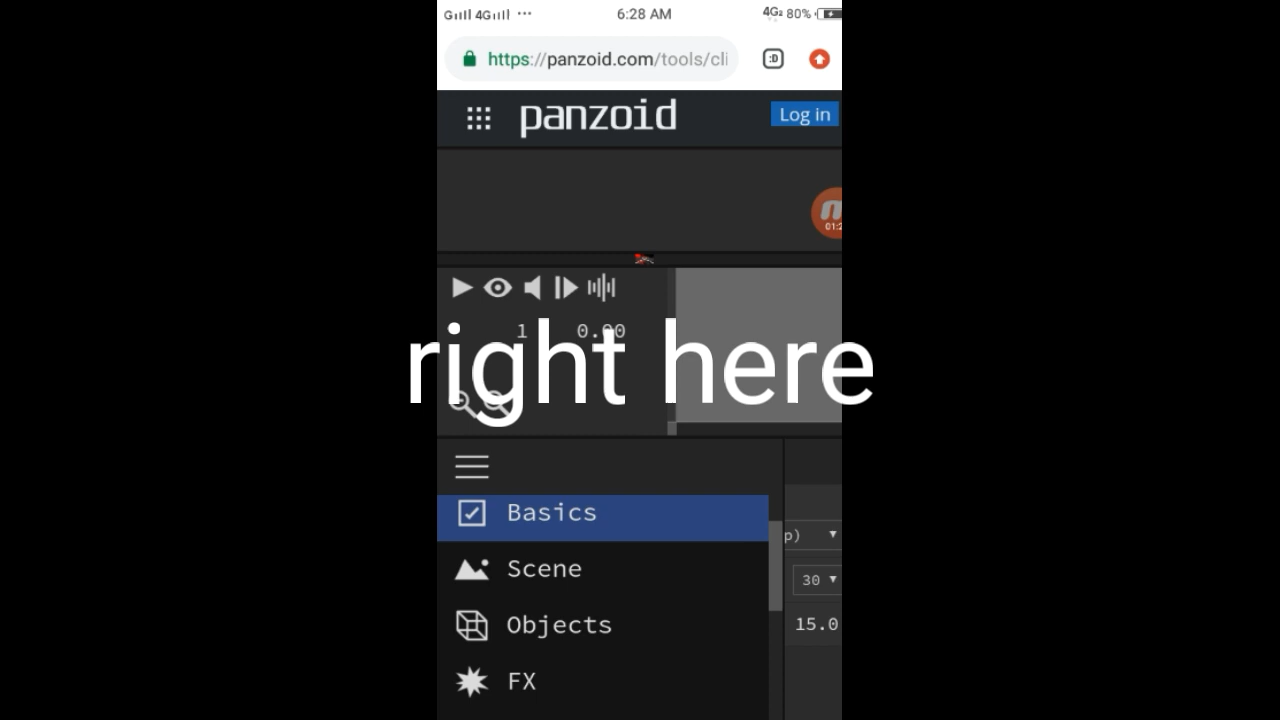 6:28 AM 4G 80%
https://panzoid.com/tools/cli :D
panzoid Log in
1 0.00
right here
Basics
p)
Scene
30
Objects
15.0
FX